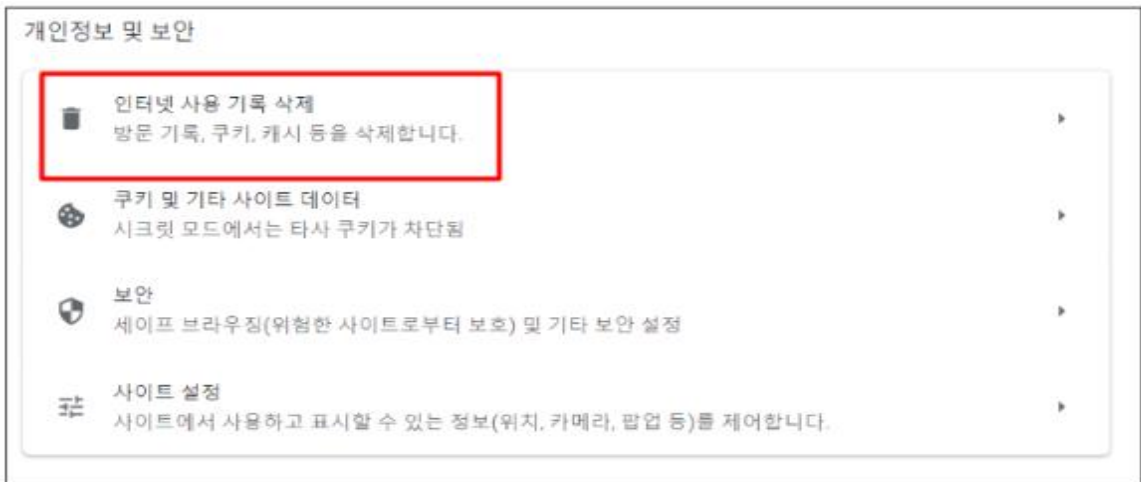 개인정보 및 보안
인터넷 사용 기록 삭제
방문 기록, 쿠키, 캐시 등을 삭제합니다.
쿠키 및 기타 사이트 데이터
시크릿 모드에서는 타사 쿠키가 차단됨
보안
세이프 브라우징(위험한 사이트로부터 보호) 및 기타 보안 설정
사이트 설정
사이트에서 사용하고 표시할 수 있는 정보(위치, 카메라, 팝업 등)를 제어합니다.